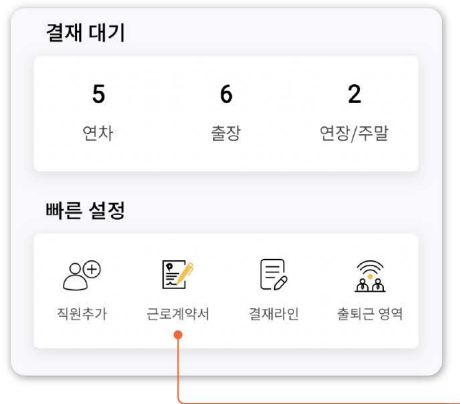 결재 대기
5 6 2
연차 출장 연장/주말
빠른 설정
직원추가 근로계약서 결재라인 출퇴근 영역